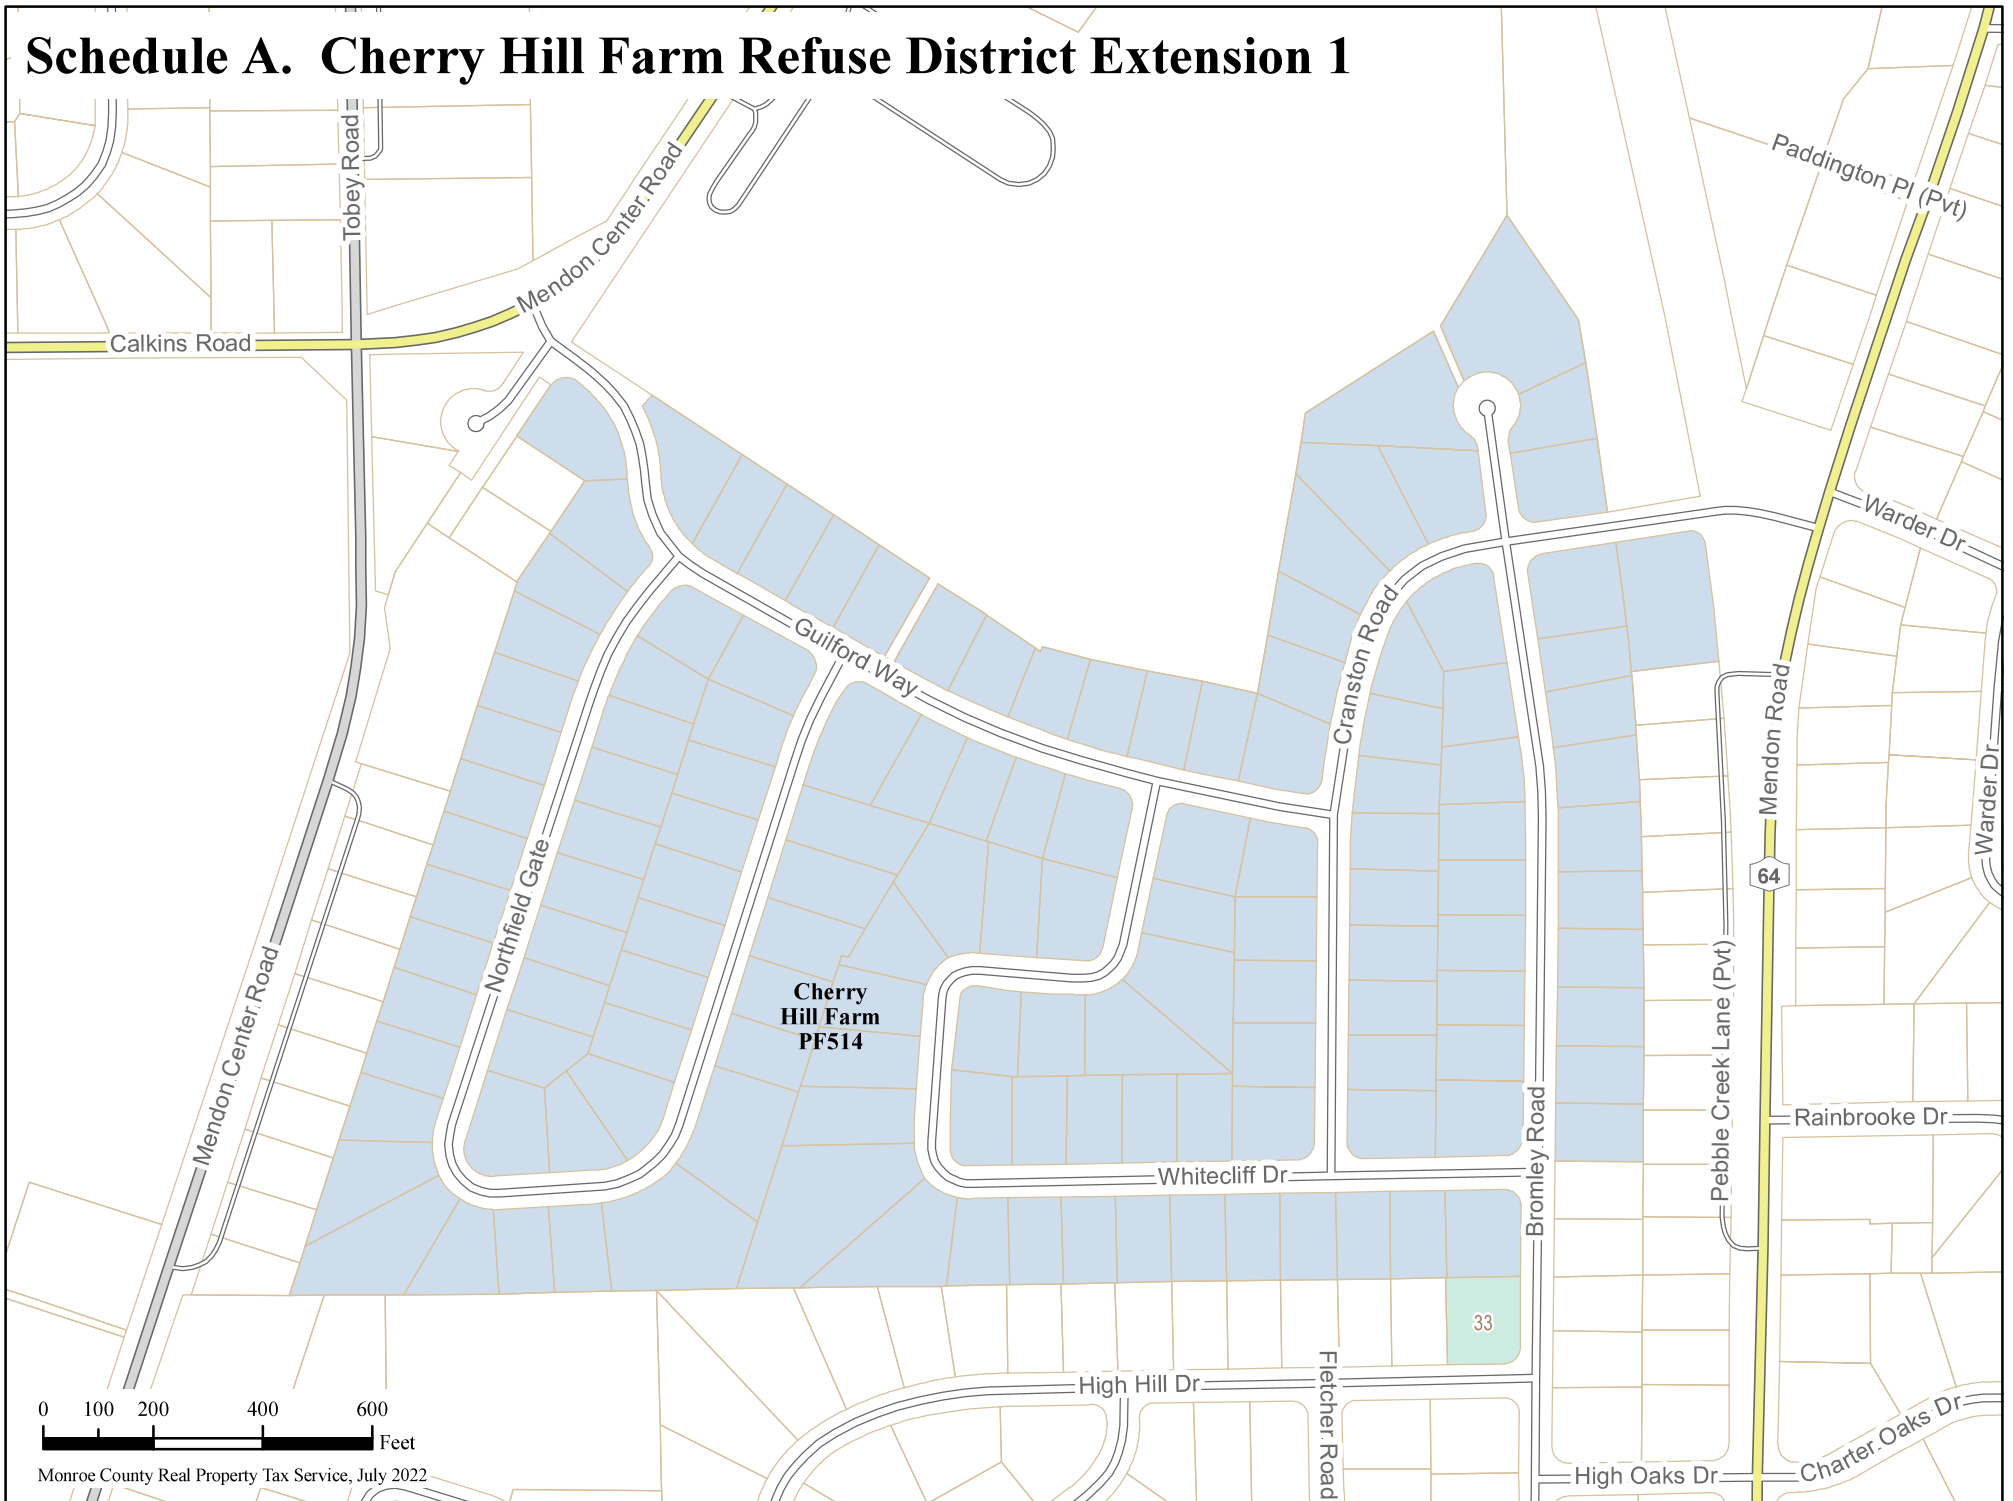 Schedule A.  Cherry Hill Farm Refuse District Extension 1
Tobey Road
Mendon Center Road
Paddington Pl (Pvt)
Calkins Road
Warder Dr
Guilford Way
Cranston Road
Mendon Road
Warder Dr
Northfield Gate
64
Mendon Center Road
Cherry
Hill Farm
PF514
Pebble Creek Lane (Pvt)
Rainbrooke Dr
Whitecliff Dr
Bromley Road
33
High Hill Dr
Fletcher Road
Charter Oaks Dr
High Oaks Dr
0 100 200 400 600
Feet
Monroe County Real Property Tax Service, July 2022